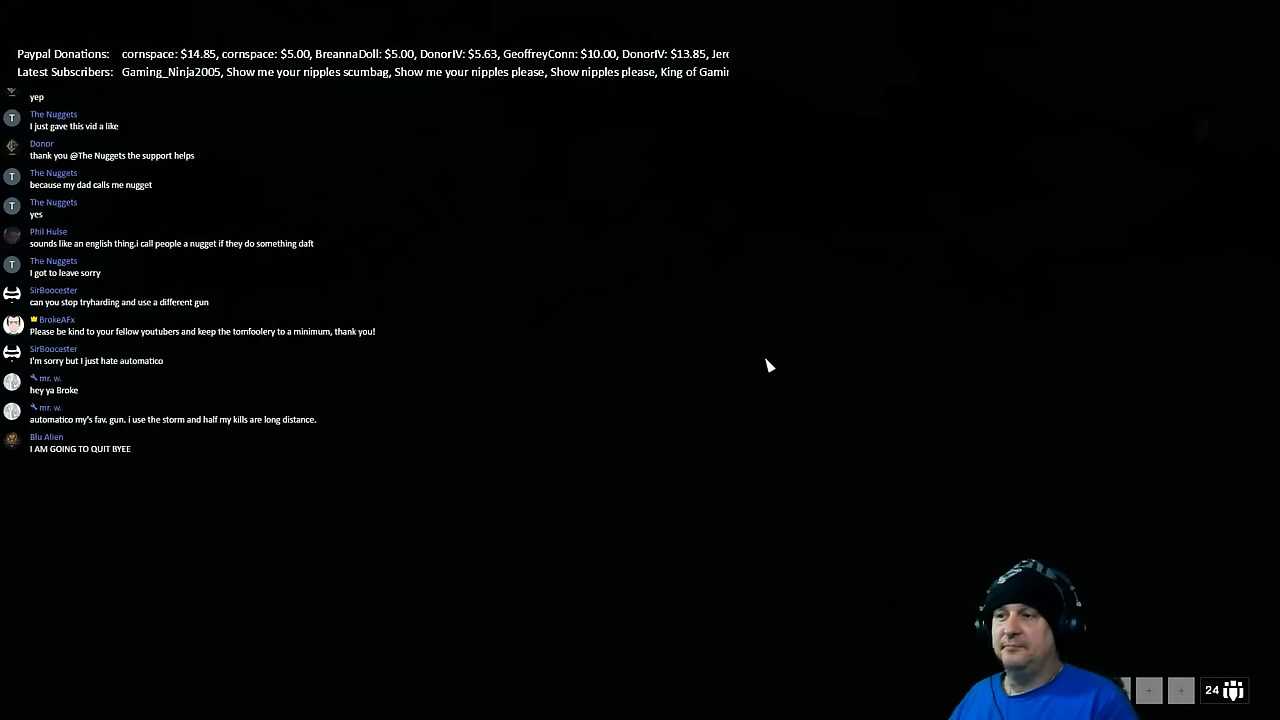 Paypal Donations: cornspace: $14.85, cornspace: $5.00, BreannaDoll: $5.00, DonorIV: $5.63, GeoffreyConn: $10.00, DonorIV: $13.85, Jere
Latest Subscribers: Gaming_Ninja2005, Show me your nipples scumbag, Show me your nipples please, Show nipples please, King of Gamin
yep
T The Nuggets
I just gave this vid a like
Donor
thank you @The Nuggets the support helps
T The Nuggets
because my dad calls me nugget
T The Nuggets
yes
Phil Hulse
sounds like an english thing.i call people a nugget if they do something daft
T The Nuggets
I got to leave sorry
SirBoocester
can you stop tryharding and use a different gun
BrokeAFx
Please be kind to your fellow youtubers and keep the tomfoolery to a minimum, thank you!
SirBoocester
I'm sorry but I just hate automatico
mr. w.
hey ya Broke
mr. w.
automatico my's fav. gun. i use the storm and half my kills are long distance.
Blu Alien
I AM GOING TO QUIT BYEE
24